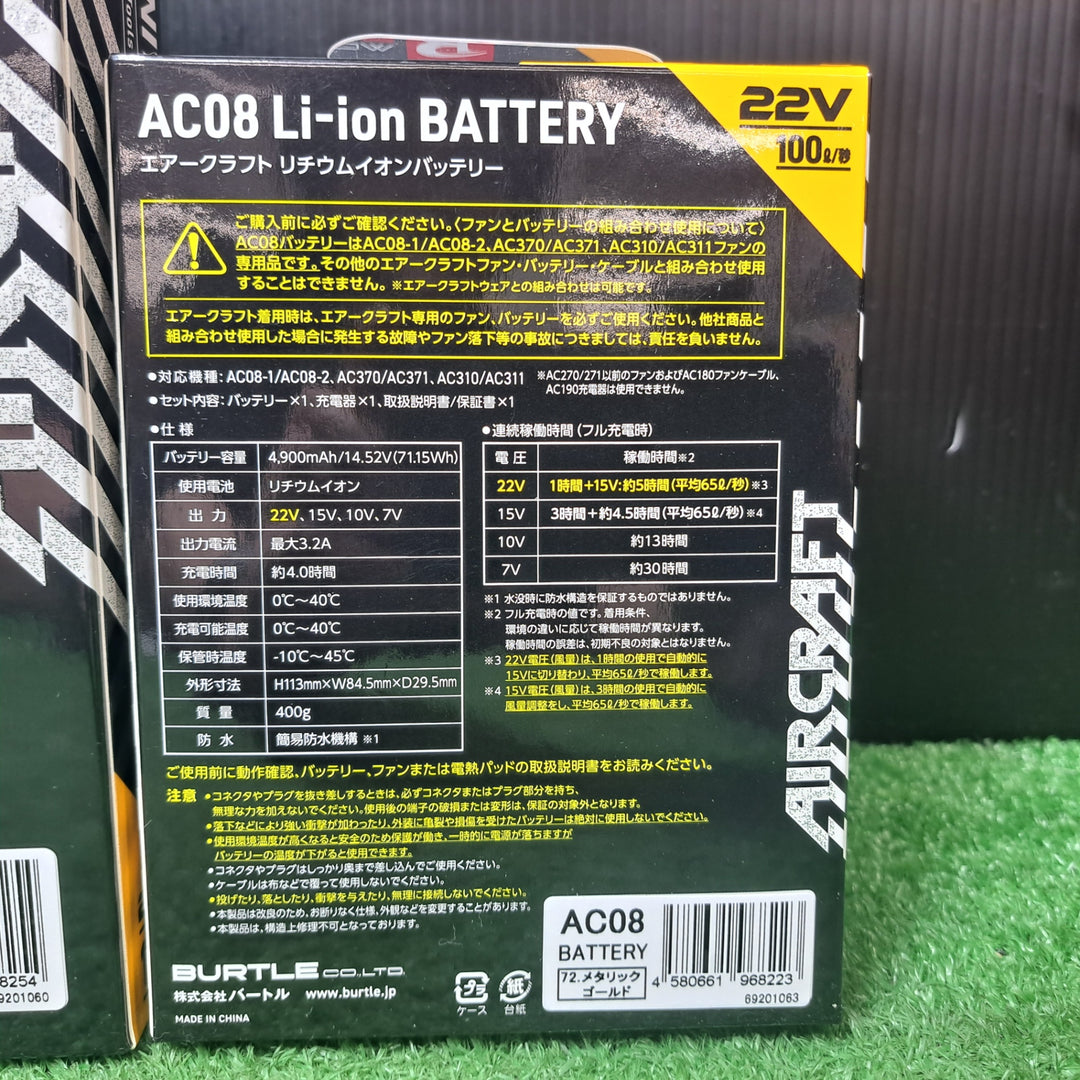 AC08 Li-ion BATTERY
エアークラフト リチウムイオンバッテリー
22V
100ℓ/秒
ご購入前に必ずご確認ください。〈ファンとバッテリーの組み合わせ使用について〉
AC08バッテリーはAC08-1/AC08-2、AC370/AC371、AC310/AC311ファンの
専用品です。その他のエアークラフトファン・バッテリー・ケーブルと組み合わせ使用
することはできません。※エアークラフトウェアとの組み合わせは可能です。
エアークラフト着用時は、エアークラフト専用のファン、バッテリーを必ずご使用ください。他社商品と
組み合わせ使用した場合に発生する故障やファン落下等の事故につきましては、責任を負いません。
●対応機種：AC08-1/AC08-2、AC370/AC371、AC310/AC311 ※AC270/271以前のファンおよびAC180ファンケーブル、
AC190充電器は使用できません。
●セット内容：バッテリー×1、充電器×1、取扱説明書/保証書×1
●仕様
バッテリー容量 4,900mAh/14.52V(71.15Wh)
使用電池 リチウムイオン
出力 22V、15V、10V、7V
出力電流 最大3.2A
充電時間 約4.0時間
使用環境温度 0℃〜40℃
充電可能温度 0℃〜40℃
保管時温度 -10℃〜45℃
外形寸法 H113mm×W84.5mm×D29.5mm
質量 400g
防水 簡易防水機構 ※1
●連続稼働時間（フル充電時）
電圧 稼働時間※2
22V 1時間＋15V：約5時間（平均65ℓ/秒）※3
15V 3時間＋約4.5時間（平均65ℓ/秒）※4
10V 約13時間
7V 約30時間
※1 水没時に防水構造を保証するものではありません。
※2 フル充電時の値です。着用条件、
環境の違いに応じて稼働時間が異なります。
稼働時間の誤差は、初期不良の対象とはなりません。
※3 22V電圧（風量）は、1時間の使用で自動的に
15Vに切り替わり、平均65ℓ/秒で稼働します。
※4 15V電圧（風量）は、3時間の使用で自動的に
風量調整をし、平均65ℓ/秒で稼働します。
AIRCRAFT
ご使用前に動作確認、バッテリー、ファンまたは電熱パッドの取扱説明書をお読みください。
注意 ●コネクタやプラグを抜き差しするときは、必ずコネクタまたはプラグ部分を持ち、
無理な力を加えないでください。使用後の端子の破損または変形は、保証の対象外となります。
●落下などにより強い衝撃が加わったり、外装に亀裂や損傷を受けたバッテリーは絶対に使用しないでください。
●使用環境温度が高くなると安全のため保護が働き、一時的に電源が落ちますが
バッテリーの温度が下がると使用できます。
●コネクタやプラグはしっかり奥まで差し込んでご使用ください。
●ケーブルは布などで覆って使用しないでください。
●投げたり、落としたり、衝撃を与えたり、無理に接続しないでください。
●本製品は改良のため、お断りなく仕様、外観などを変更することがあります。
●本製品は、構造上修理不可となっております。
BURTLE CO.,LTD.
株式会社バートル www.burtle.jp
MADE IN CHINA
プラ
ケース
紙
台紙
AC08
BATTERY
72.メタリック
ゴールド
4 580661 968223
69201063
8254
69201060
Tools